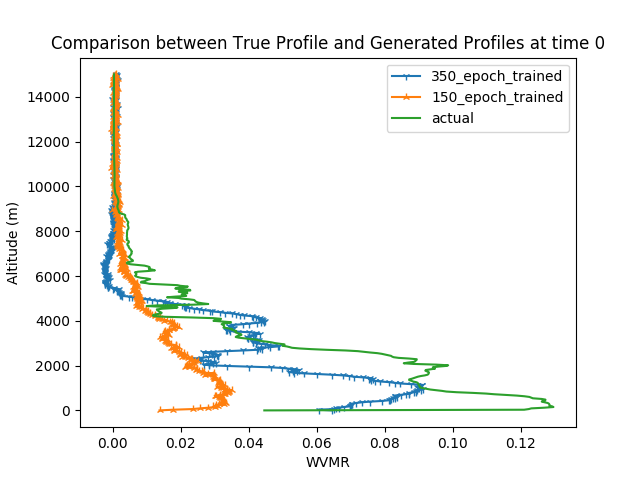 Comparison between True Profile and Generated Profiles at time 0
350_epoch_trained
150_epoch_trained
actual
14000
12000
10000
8000
6000
4000
2000
0
Altitude (m)
0.00 0.02 0.04 0.06 0.08 0.10 0.12
WVMR